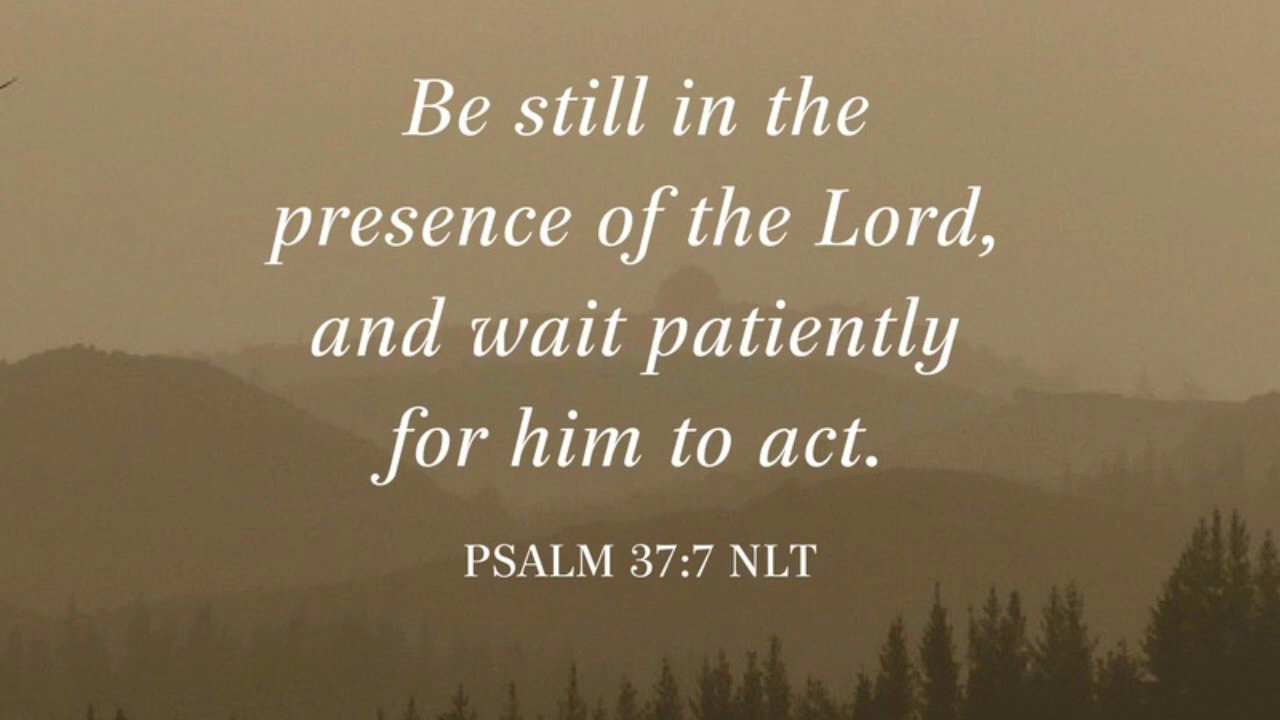 Be still in the
presence of the Lord,
and wait patiently
for him to act.
PSALM 37:7 NLT